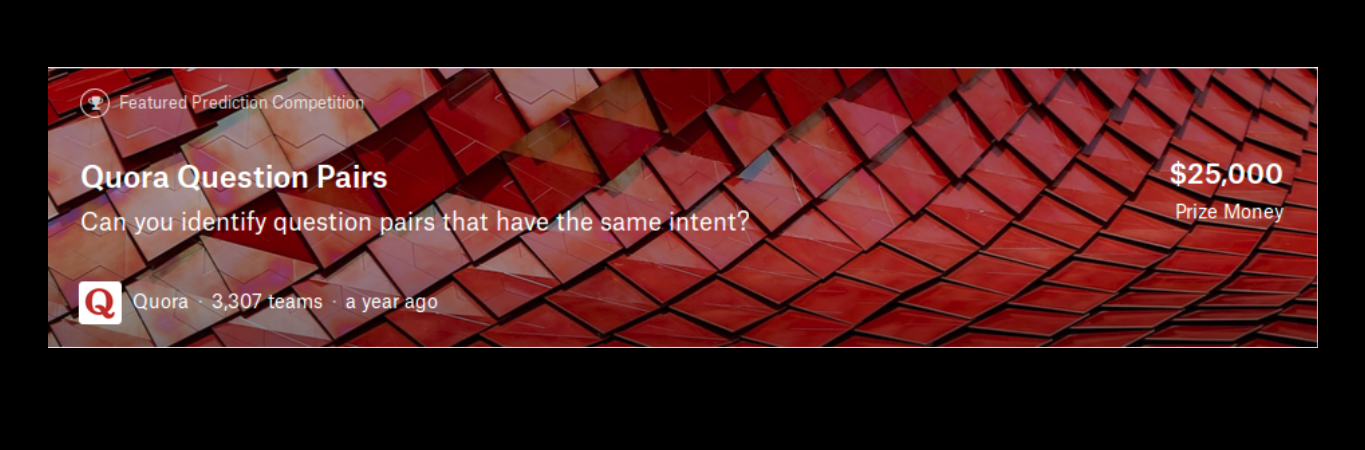 Featured Prediction Competition
Quora Question Pairs
Can you identify question pairs that have the same intent?
$25,000
Prize Money
Q
Quora · 3,307 teams · a year ago